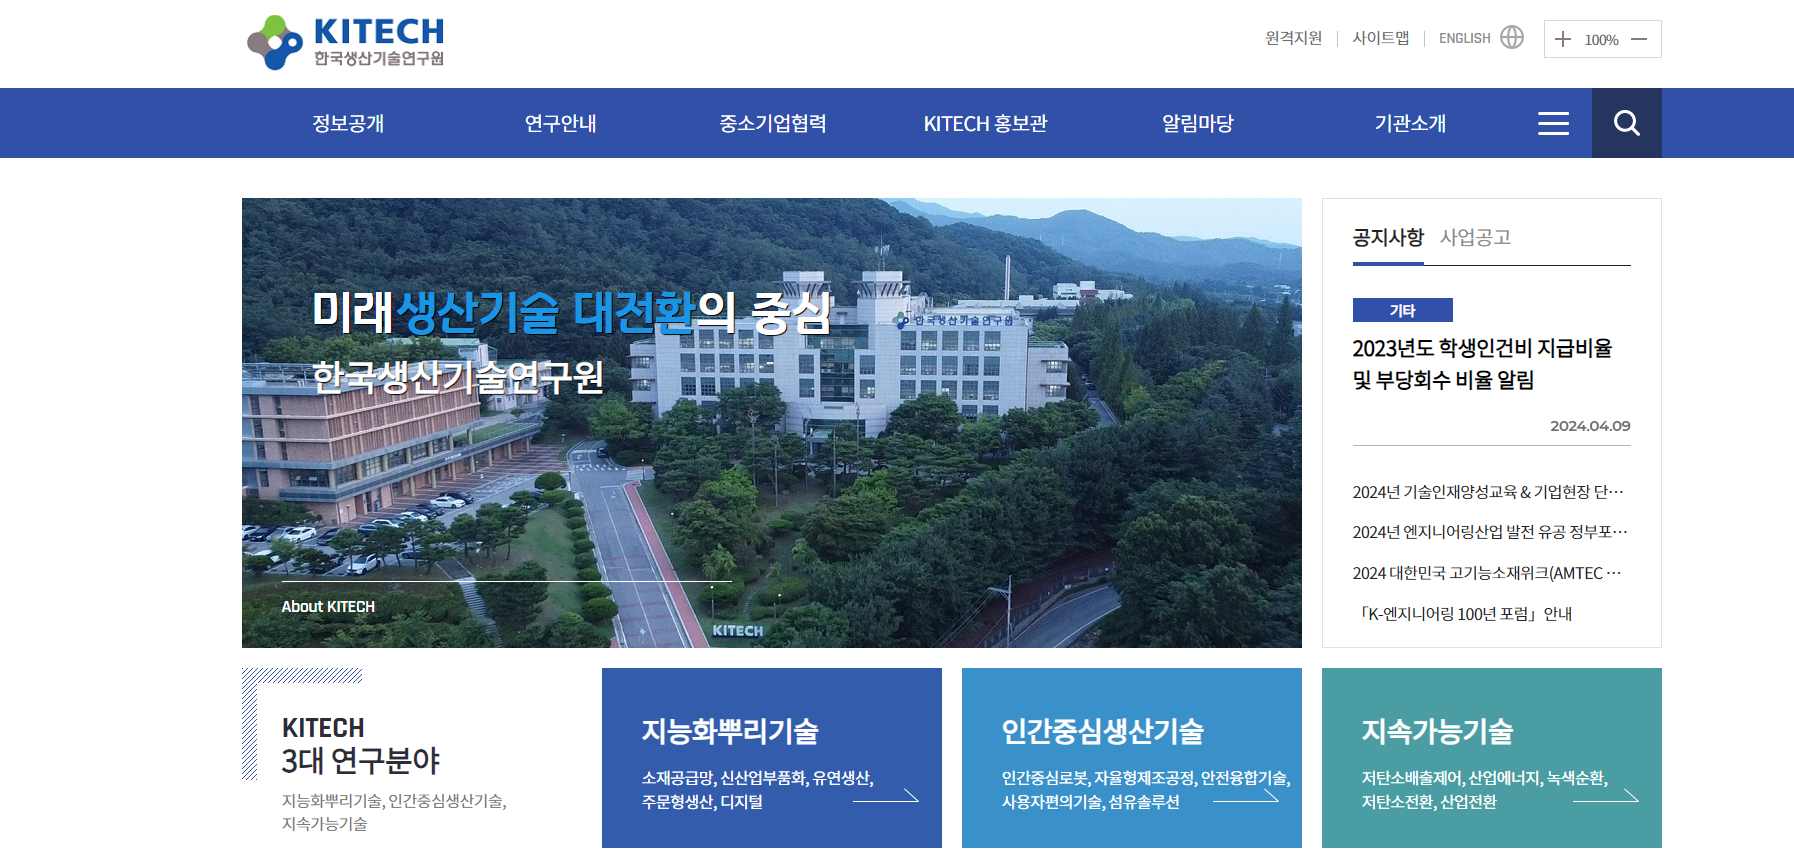 KITECH
한국생산기술연구원
원격지원
사이트맵
ENGLISH
100%
정보공개
연구안내
중소기업협력
KITECH 홍보관
알림마당
기관소개
미래생산기술 대전환의 중심
한국생산기술연구원
한국생산기술연구원
About KITECH
KITECH
공지사항
사업공고
기타
2023년도 학생인건비 지급비율
및 부당회수 비율 알림
2024.04.09
2024년 기술인재양성교육 & 기업현장 단…
2024년 엔지니어링산업 발전 유공 정부포…
2024 대한민국 고기능소재위크(AMTEC …
「K-엔지니어링 100년 포럼」 안내
KITECH
3대 연구분야
지능화뿌리기술, 인간중심생산기술,
지속가능기술
지능화뿌리기술
소재공급망, 신산업부품화, 유연생산,
주문형생산, 디지털
인간중심생산기술
인간중심로봇, 자율형제조공정, 안전융합기술,
사용자편의기술, 섬유솔루션
지속가능기술
저탄소배출제어, 산업에너지, 녹색순환,
저탄소전환, 산업전환